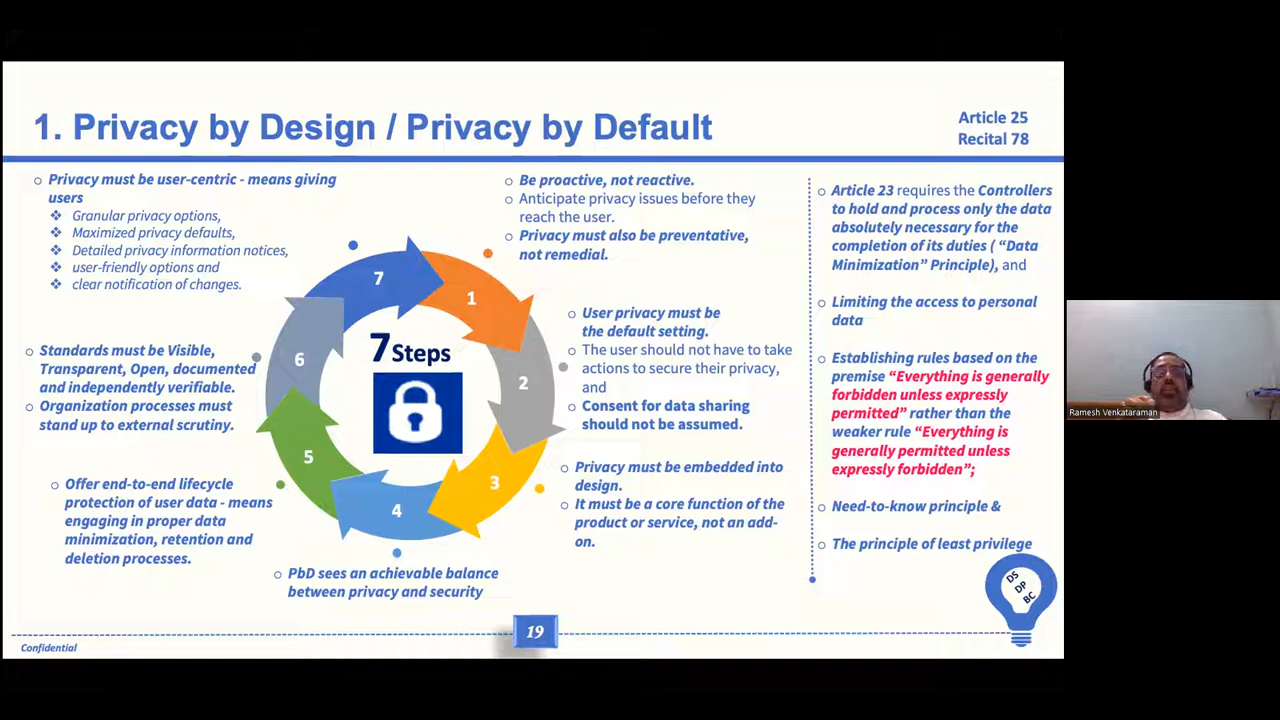 1. Privacy by Design / Privacy by Default
Article 25
Recital 78
Privacy must be user-centric - means giving
users
Granular privacy options,
Maximized privacy defaults,
Detailed privacy information notices,
user-friendly options and
clear notification of changes.
Be proactive, not reactive.
Anticipate privacy issues before they
reach the user.
Privacy must also be preventative,
not remedial.
User privacy must be
the default setting.
The user should not have to take
actions to secure their privacy,
and
Consent for data sharing
should not be assumed.
Privacy must be embedded into
design.
It must be a core function of the
product or service, not an add-
on.
PbD sees an achievable balance
between privacy and security
Offer end-to-end lifecycle
protection of user data - means
engaging in proper data
minimization, retention and
deletion processes.
Standards must be Visible,
Transparent, Open, documented
and independently verifiable.
Organization processes must
stand up to external scrutiny.
7
1
6
7 Steps
2
5
3
4
Article 23 requires the Controllers
to hold and process only the data
absolutely necessary for the
completion of its duties ( “Data
Minimization” Principle), and
Limiting the access to personal
data
Establishing rules based on the
premise “Everything is generally
forbidden unless expressly
permitted” rather than the
weaker rule “Everything is
generally permitted unless
expressly forbidden”;
Need-to-know principle &
The principle of least privilege
DS
DP
BC
19
Confidential
Ramesh Venkataraman